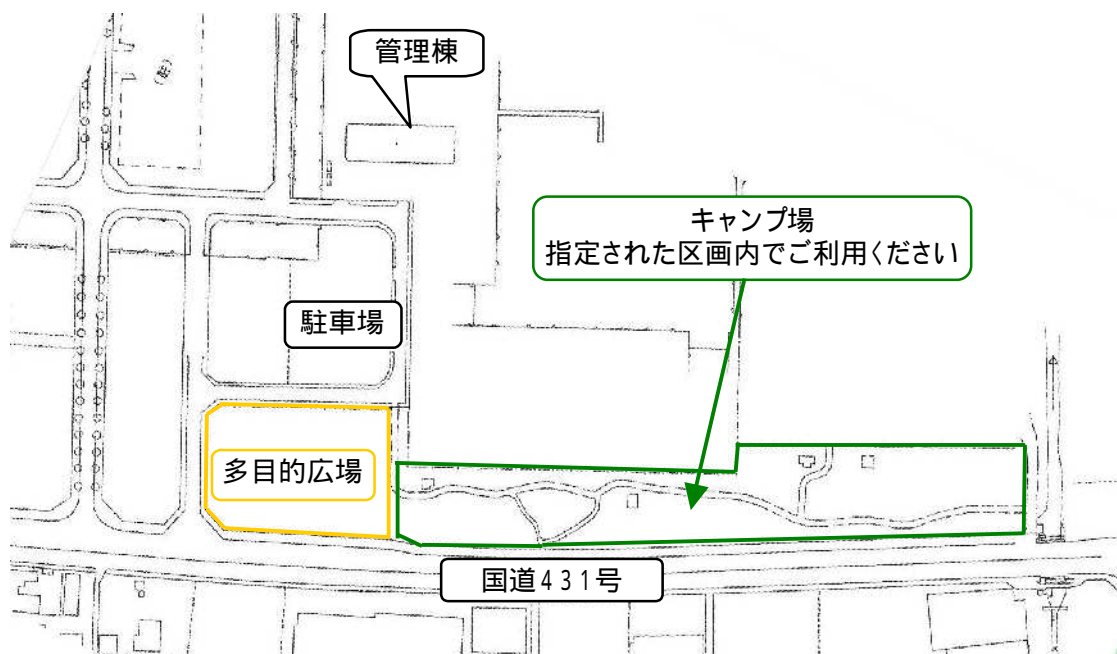 管理棟
キャンプ場
指定された区画内でご利用ください
駐車場
多目的広場
国道431号